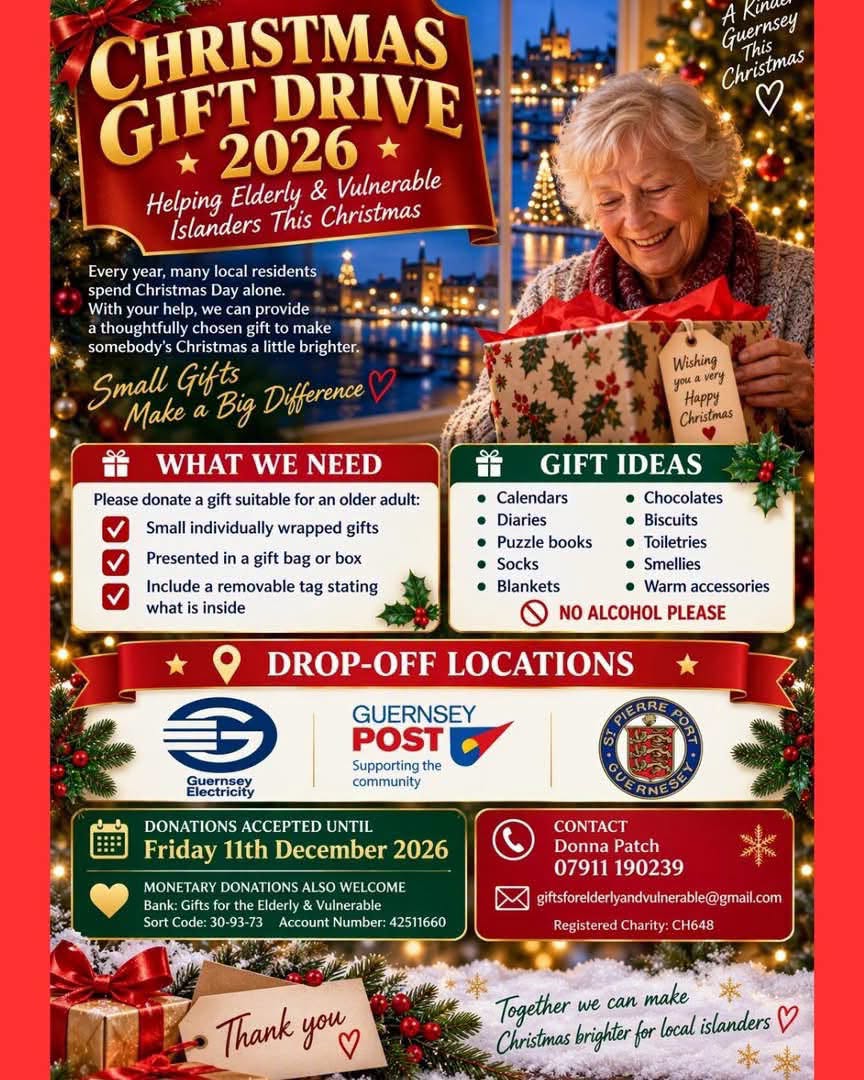 CHRISTMAS
GIFT DRIVE
2026
Helping Elderly & Vulnerable
Islanders This Christmas
A Kinder
Guernsey
This
Christmas
Every year, many local residents
spend Christmas Day alone.
With your help, we can provide
a thoughtfully chosen gift to make
somebody's Christmas a little brighter.
Small Gifts
Make a Big Difference
Wishing
you a very
Happy
Christmas
WHAT WE NEED
Please donate a gift suitable for an older adult:
Small individually wrapped gifts
Presented in a gift bag or box
Include a removable tag stating
what is inside
GIFT IDEAS
• Calendars
• Diaries
• Puzzle books
• Socks
• Blankets
• Chocolates
• Biscuits
• Toiletries
• Smellies
• Warm accessories
NO ALCOHOL PLEASE
DROP-OFF LOCATIONS
Guernsey
Electricity
GUERNSEY
POST
Supporting the
community
ST PIERRE PORT
GUERNESEY
DONATIONS ACCEPTED UNTIL
Friday 11th December 2026
MONETARY DONATIONS ALSO WELCOME
Bank: Gifts for the Elderly & Vulnerable
Sort Code: 30-93-73 Account Number: 42511660
CONTACT
Donna Patch
07911 190239
giftsforelderlyandvulnerable@gmail.com
Registered Charity: CH648
Thank you
Together we can make
Christmas brighter for local islanders